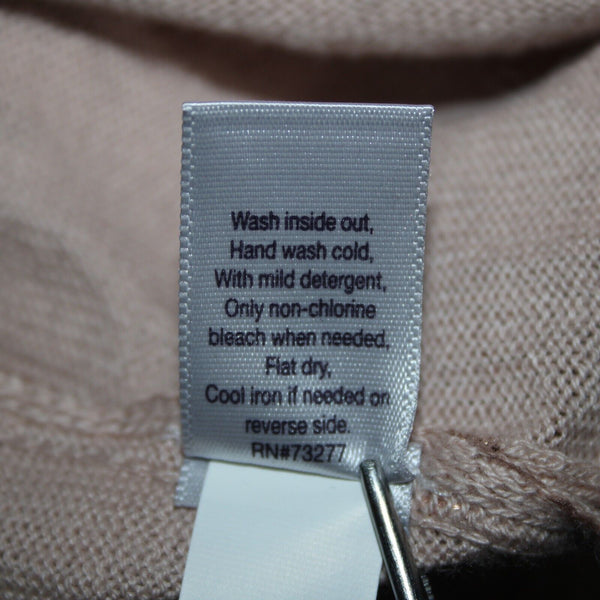 Wash inside out,
Hand wash cold,
With mild detergent,
Only non-chlorine
bleach when needed.
Flat dry,
Cool iron if needed on
reverse side.
RN#73277